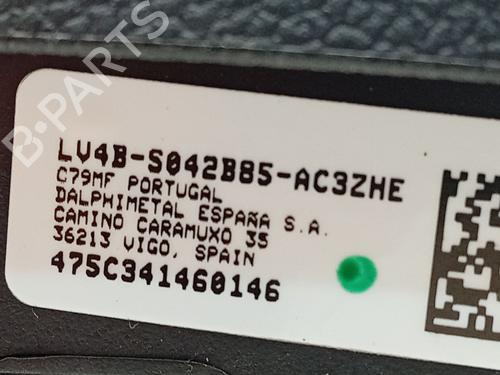 B-PARTS
LV4B-S042B85-AC3ZHE
C79MF PORTUGAL
DALPHIMETAL ESPAÑA S.A.
CAMINO CARAMUXO 35
36213 VIGO, SPAIN
475C341460146